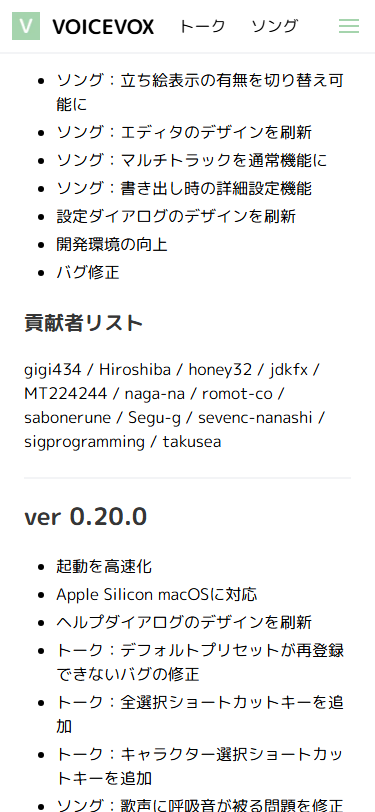 V VOICEVOX トーク ソング
ソング：立ち絵表示の有無を切り替え可
能に
ソング：エディタのデザインを刷新
ソング：マルチトラックを通常機能に
ソング：書き出し時の詳細設定機能
設定ダイアログのデザインを刷新
開発環境の向上
バグ修正
貢献者リスト
gigi434 / Hiroshiba / honey32 / jdkfx /
MT224244 / naga-na / romot-co /
sabonerune / Segu-g / sevenc-nanashi /
sigprogramming / takusea
ver 0.20.0
起動を高速化
Apple Silicon macOSに対応
ヘルプダイアログのデザインを刷新
トーク：デフォルトプリセットが再登録
できないバグの修正
トーク：全選択ショートカットキーを追
加
トーク：キャラクター選択ショートカッ
トキーを追加
ソング：歌声に呼吸音が被る問題を修正